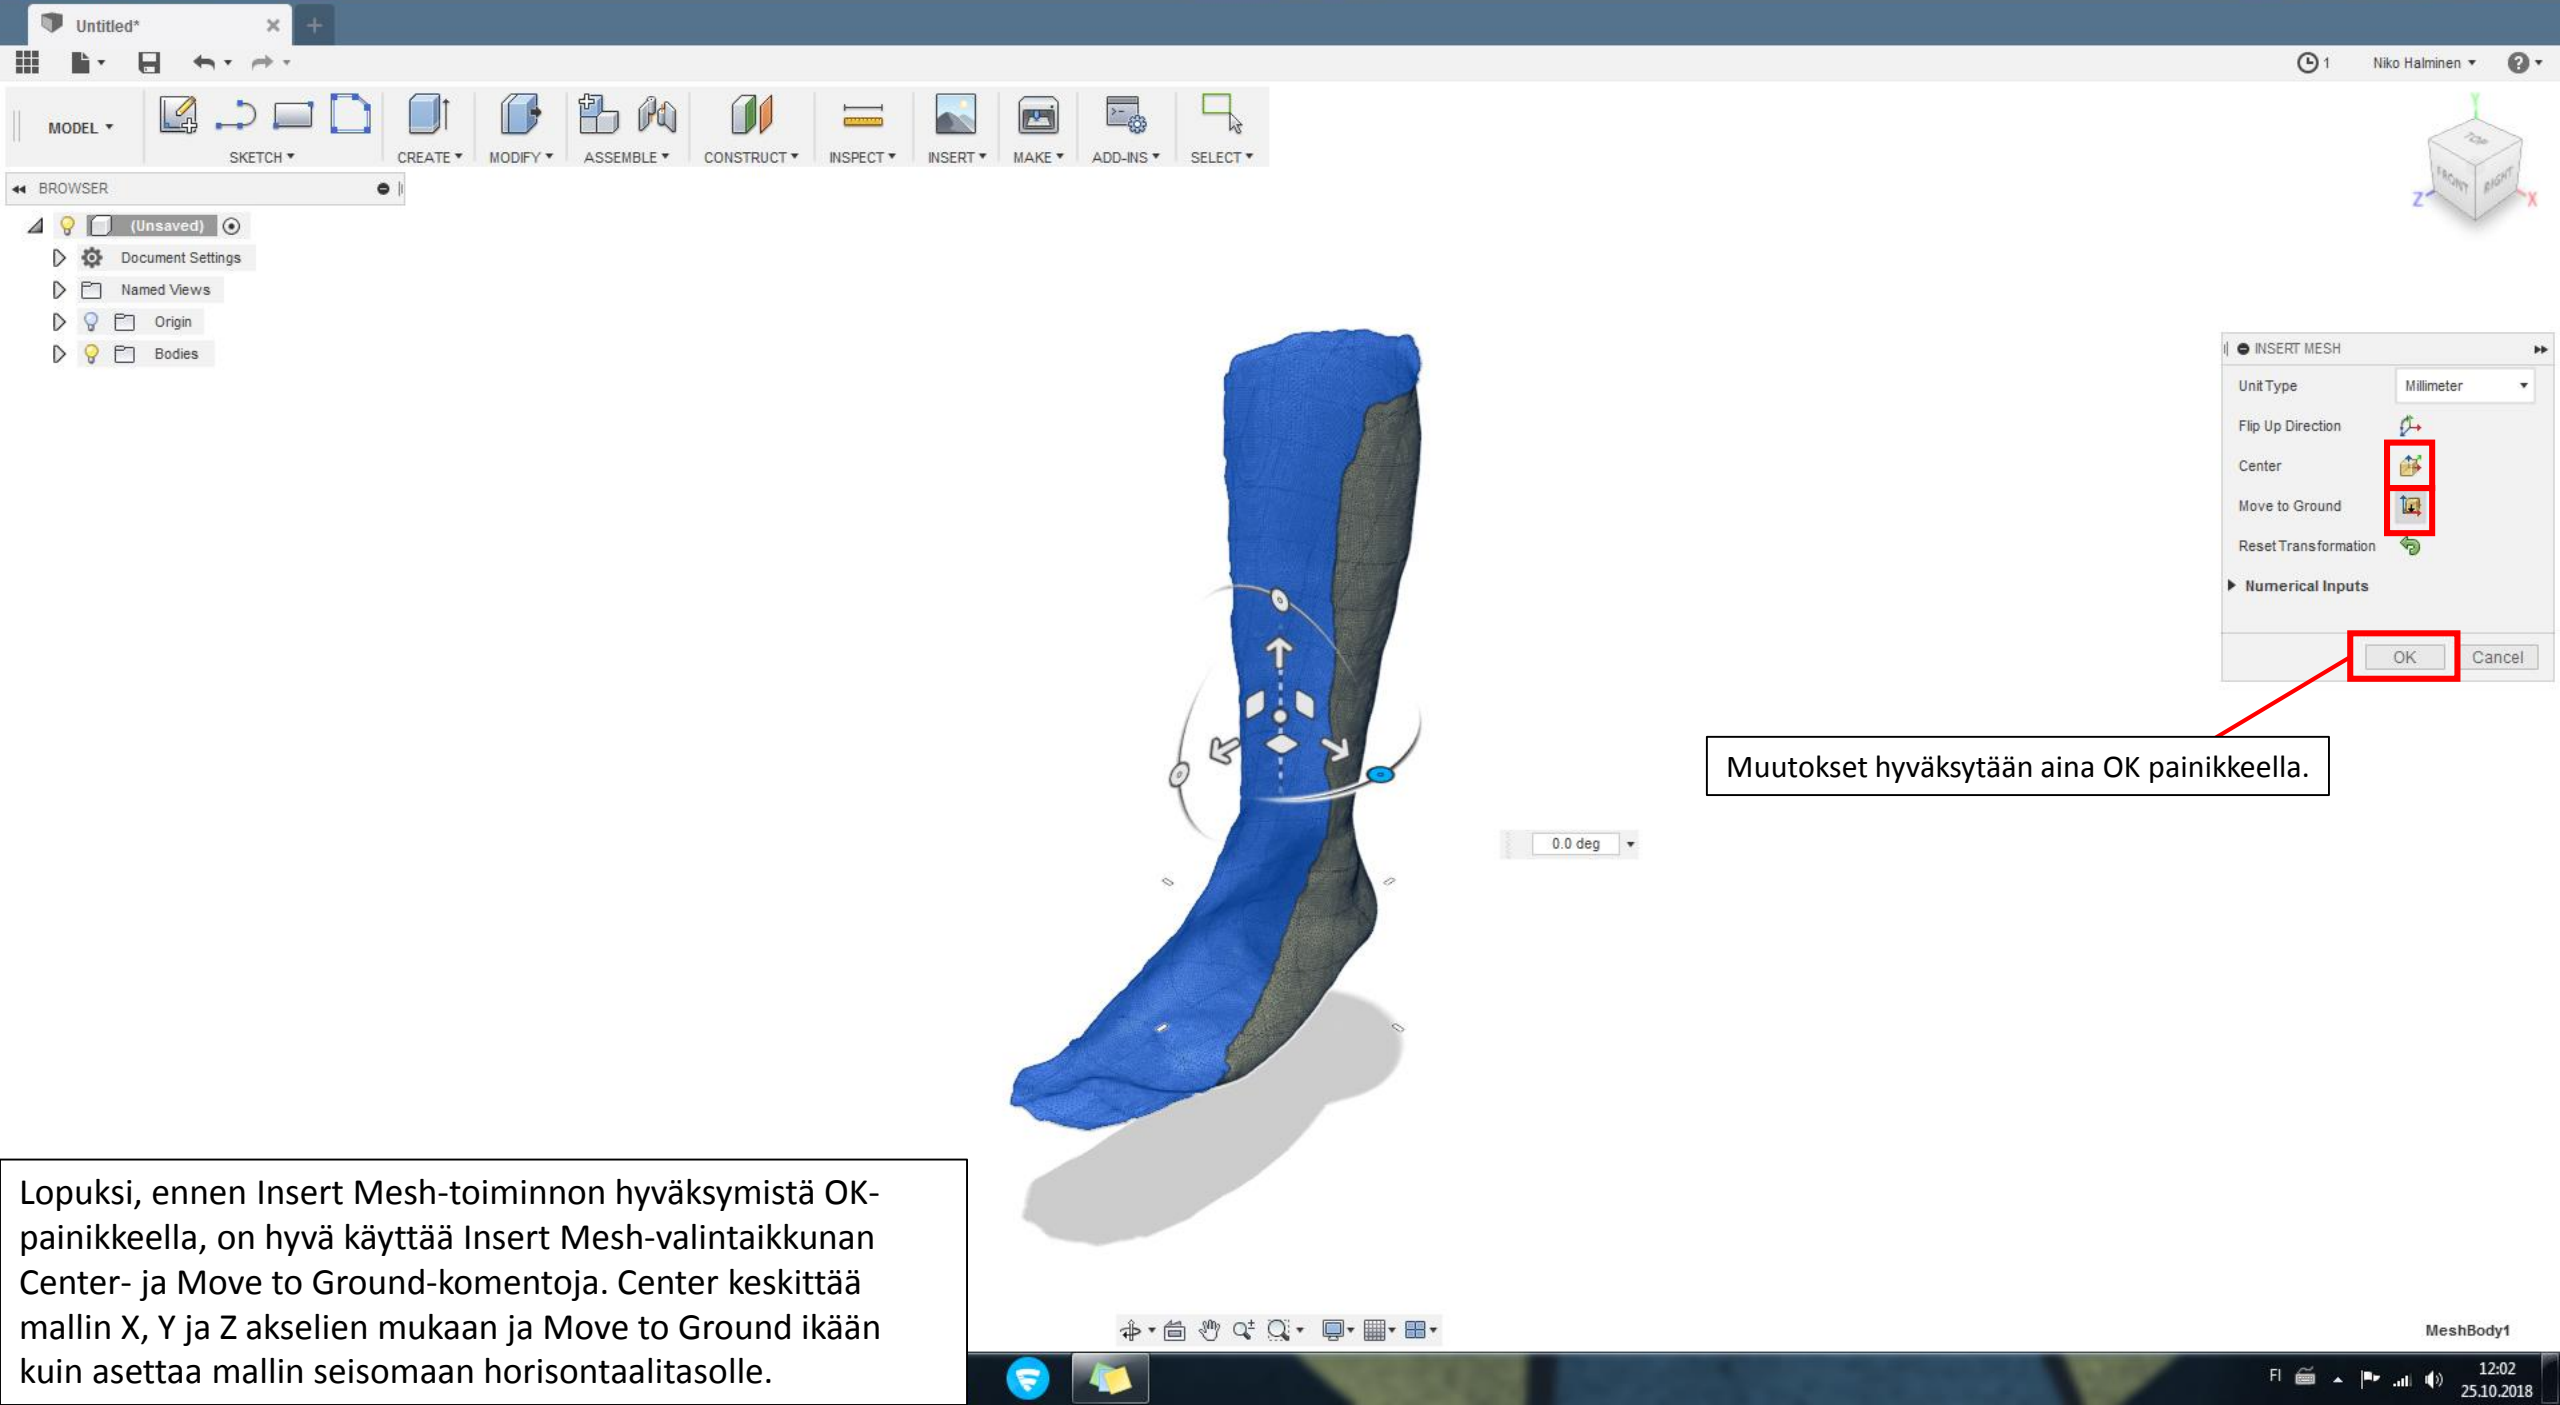 Untitled*
1 Niko Halminen
MODEL
SKETCH CREATE MODIFY ASSEMBLE CONSTRUCT INSPECT INSERT MAKE ADD-INS SELECT
BROWSER
(Unsaved)
Document Settings
Named Views
Origin
Bodies
Y
TOP
FRONT RIGHT
Z X
INSERT MESH
Unit Type Millimeter
Flip Up Direction
Center
Move to Ground
Reset Transformation
Numerical Inputs
OK Cancel
Muutokset hyväksytään aina OK painikkeella.
0.0 deg
Lopuksi, ennen Insert Mesh-toiminnon hyväksymistä OK-
painikkeella, on hyvä käyttää Insert Mesh-valintaikkunan
Center- ja Move to Ground-komentoja. Center keskittää
mallin X, Y ja Z akselien mukaan ja Move to Ground ikään
kuin asettaa mallin seisomaan horisontaalitasolle.
MeshBody1
FI 12:02
25.10.2018